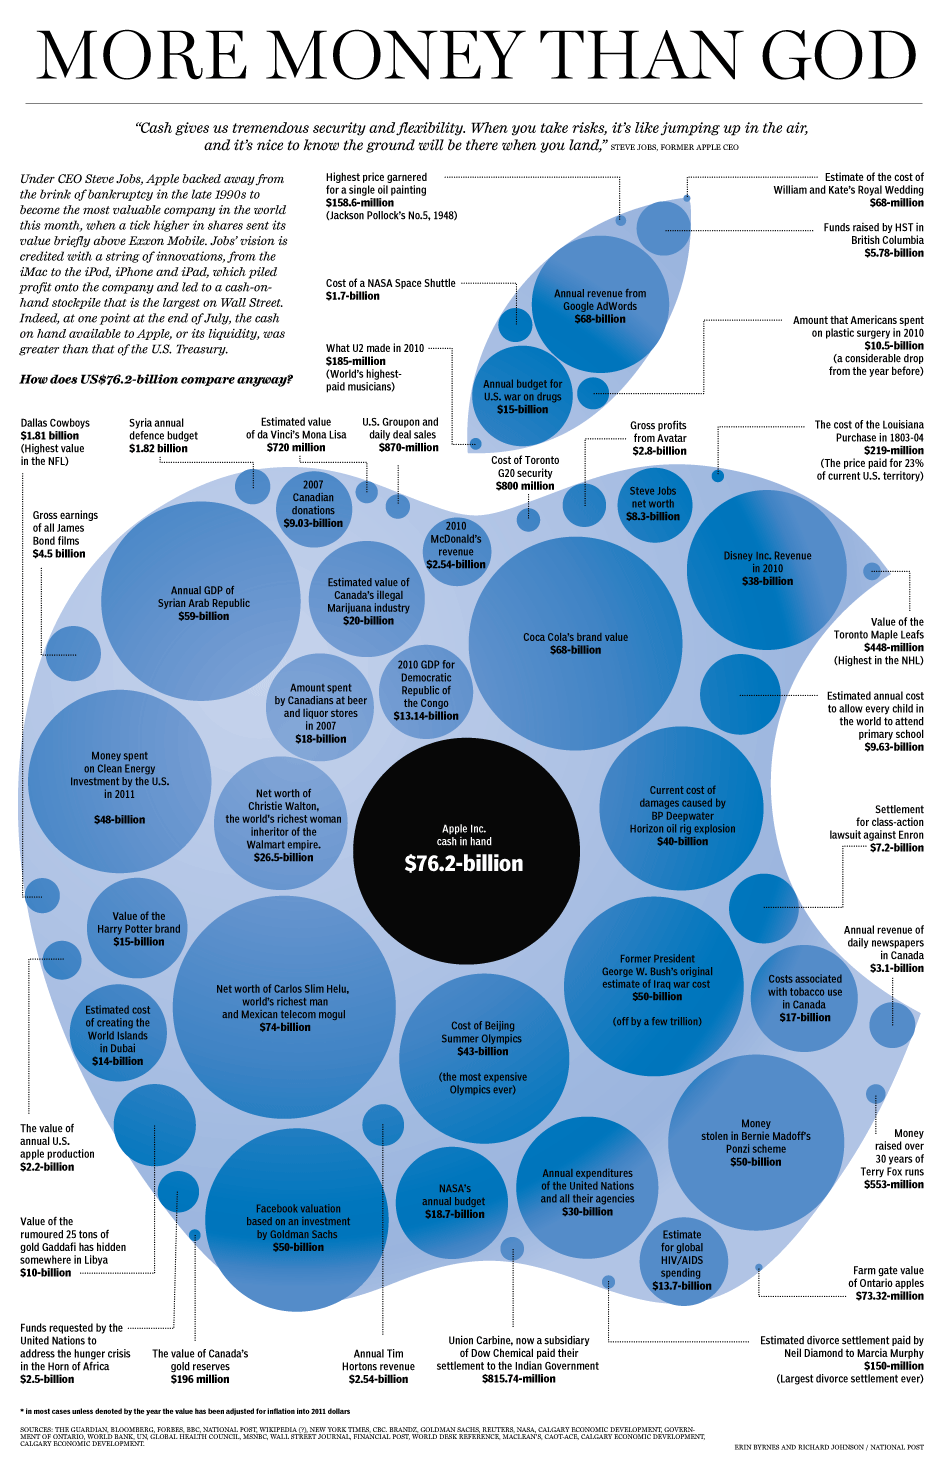 MORE MONEY THAN GOD
“Cash gives us tremendous security and flexibility. When you take risks, it’s like jumping up in the air,
and it’s nice to know the ground will be there when you land,” STEVE JOBS, FORMER APPLE CEO
Under CEO Steve Jobs, Apple backed away from
the brink of bankruptcy in the late 1990s to
become the most valuable company in the world
this month, when a tick higher in shares sent its
value briefly above Exxon Mobile. Jobs’ vision is
credited with a string of innovations, from the
iMac to the iPod, iPhone and iPad, which piled
profit onto the company and led to a cash-on-
hand stockpile that is the largest on Wall Street.
Indeed, at one point at the end of July, the cash
on hand available to Apple, or its liquidity, was
greater than that of the U.S. Treasury.
How does US$76.2-billion compare anyway?
Highest price garnered
for a single oil painting
$158.6-million
(Jackson Pollock’s No.5, 1948)
Estimate of the cost of
William and Kate’s Royal Wedding
$68-million
Funds raised by HST in
British Columbia
$5.78-billion
Cost of a NASA Space Shuttle
$1.7-billion
Annual revenue from
Google AdWords
$68-billion
Amount that Americans spent
on plastic surgery in 2010
$10.5-billion
(a considerable drop
from the year before)
What U2 made in 2010
$185-million
(World’s highest-
paid musicians)
Annual budget for
U.S. war on drugs
$15-billion
Dallas Cowboys
$1.81 billion
(Highest value
in the NFL)
Syria annual
defence budget
$1.82 billion
Estimated value
of da Vinci’s Mona Lisa
$720 million
U.S. Groupon and
daily deal sales
$870-million
Cost of Toronto
G20 security
$800 million
Gross profits
from Avatar
$2.8-billion
The cost of the Louisiana
Purchase in 1803-04
$219-million
(The price paid for 23%
of current U.S. territory)
Gross earnings
of all James
Bond films
$4.5 billion
2007
Canadian
donations
$9.03-billion
2010
McDonald’s
revenue
$2.54-billion
Steve Jobs
net worth
$8.3-billion
Disney Inc. Revenue
in 2010
$38-billion
Annual GDP of
Syrian Arab Republic
$59-billion
Estimated value of
Canada’s illegal
Marijuana industry
$20-billion
Coca Cola’s brand value
$68-billion
Value of the
Toronto Maple Leafs
$448-million
(Highest in the NHL)
Amount spent
by Canadians at beer
and liquor stores
in 2007
$18-billion
2010 GDP for
Democratic
Republic of
the Congo
$13.14-billion
Estimated annual cost
to allow every child in
the world to attend
primary school
$9.63-billion
Money spent
on Clean Energy
Investment by the U.S.
in 2011
$48-billion
Net worth of
Christie Walton,
the world’s richest woman
inheritor of the
Walmart empire.
$26.5-billion
Apple Inc.
cash in hand
$76.2-billion
Current cost of
damages caused by
BP Deepwater
Horizon oil rig explosion
$40-billion
Settlement
for class-action
lawsuit against Enron
$7.2-billion
Value of the
Harry Potter brand
$15-billion
Annual revenue of
daily newspapers
in Canada
$3.1-billion
Net worth of Carlos Slim Helu,
world’s richest man
and Mexican telecom mogul
$74-billion
Former President
George W. Bush’s original
estimate of Iraq war cost
$50-billion
(off by a few trillion)
Costs associated
with tobacco use
in Canada
$17-billion
Estimated cost
of creating the
World Islands
in Dubai
$14-billion
Cost of Beijing
Summer Olympics
$43-billion
(the most expensive
Olympics ever)
The value of
annual U.S.
apple production
$2.2-billion
Money
stolen in Bernie Madoff’s
Ponzi scheme
$50-billion
Money
raised over
30 years of
Terry Fox runs
$553-million
Value of the
rumoured 25 tons of
gold Gaddafi has hidden
somewhere in Libya
$10-billion
Facebook valuation
based on an investment
by Goldman Sachs
$50-billion
NASA’s
annual budget
$18.7-billion
Annual expenditures
of the United Nations
and all their agencies
$30-billion
Estimate
for global
HIV/AIDS
spending
$13.7-billion
Farm gate value
of Ontario apples
$73.32-million
Funds requested by the
United Nations to
address the hunger crisis
in the Horn of Africa
$2.5-billion
The value of Canada’s
gold reserves
$196 million
Annual Tim
Hortons revenue
$2.54-billion
Union Carbine, now a subsidiary
of Dow Chemical paid their
settlement to the Indian Government
$815.74-million
Estimated divorce settlement paid by
Neil Diamond to Marcia Murphy
$150-million
(Largest divorce settlement ever)
* in most cases unless denoted by the year the value has been adjusted for inflation into 2011 dollars
SOURCES: THE GUARDIAN, BLOOMBERG, FORBES, BBC, NATIONAL POST, WIKIPEDIA (?), NEW YORK TIMES, CBC. BRANDZ, GOLDMAN SACHS, REUTERS, NASA, CALGARY ECONOMIC DEVELOPMENT, GOVERN-
MENT OF ONTARIO, WORLD BANK, UN, GLOBAL HEALTH COUNCIL, MSNBC, WALL STREET JOURNAL, FINANCIAL POST, WORLD DESK REFERENCE, MACLEAN’S, CAOT-ACE, CALGARY ECONOMIC DEVELOPMENT,
CALGARY ECONOMIC DEVELOPMENT.
ERIN BYRNES AND RICHARD JOHNSON / NATIONAL POST